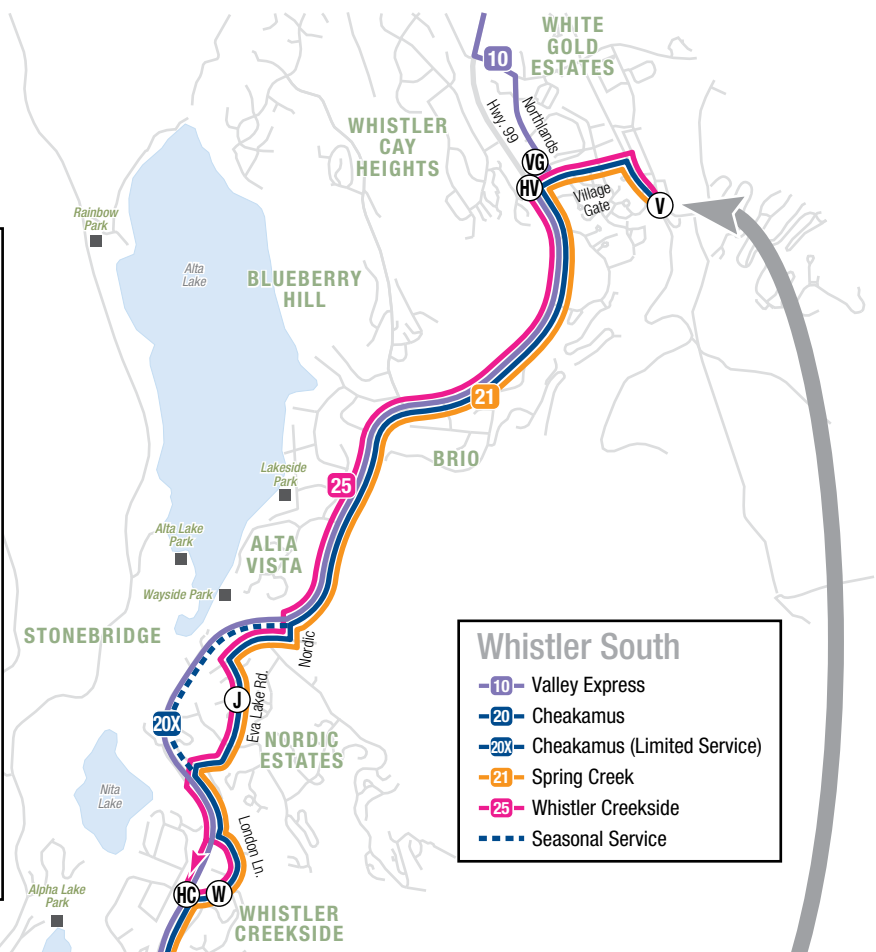 WHITE
GOLD
ESTATES
10
Hwy. 99
Northlands
WHISTLER
CAY
HEIGHTS
VG
HV
Village
Gate
V
Rainbow
Park
Alta
Lake
BLUEBERRY
HILL
21
BRIO
25
Lakeside
Park
Alta Lake
Park
ALTA
VISTA
Wayside Park
STONEBRIDGE
Nordic
J
Eva Lake Rd.
20X
NORDIC
ESTATES
Nita
Lake
London Ln.
HC
W
Alpha Lake
Park
WHISTLER
CREEKSIDE
Whistler South
10 Valley Express
20 Cheakamus
20X Cheakamus (Limited Service)
21 Spring Creek
25 Whistler Creekside
Seasonal Service